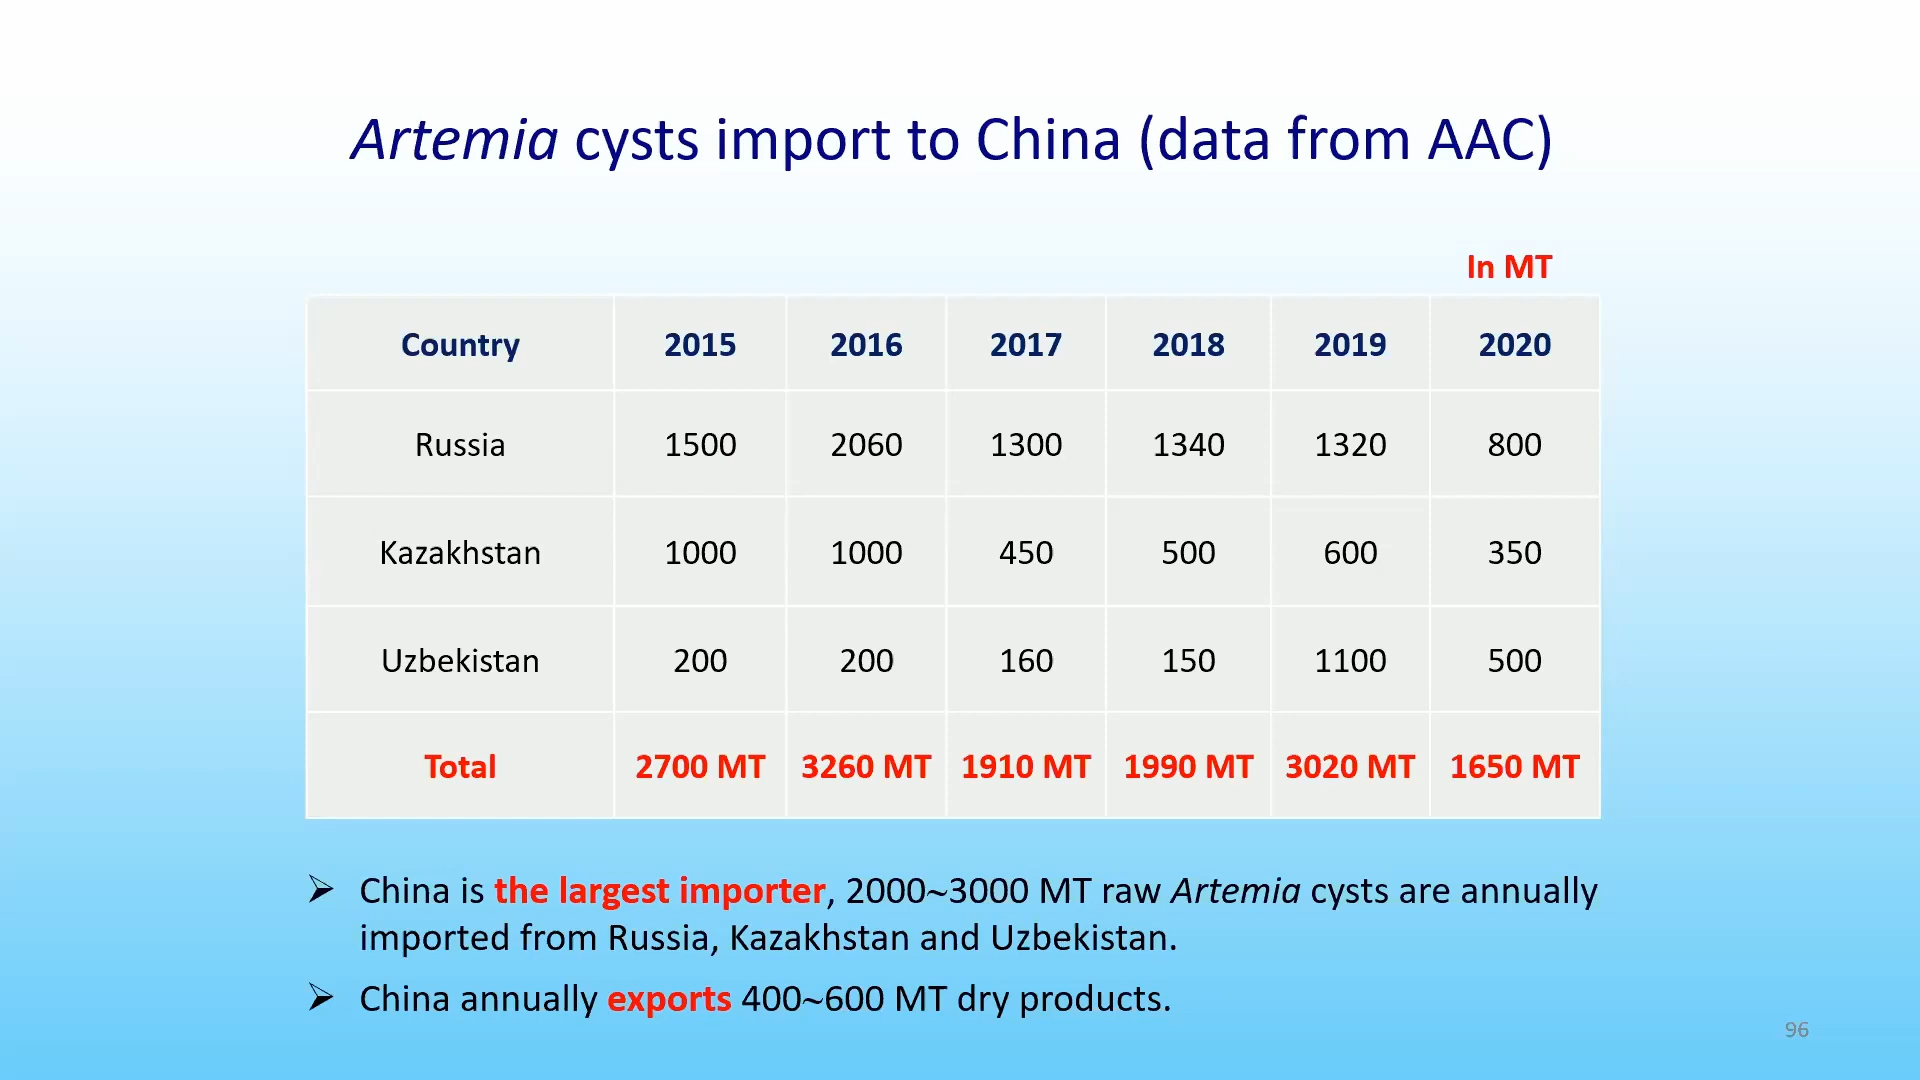 Artemia cysts import to China (data from AAC)
In MT
Country 2015 2016 2017 2018 2019 2020
Russia 1500 2060 1300 1340 1320 800
Kazakhstan 1000 1000 450 500 600 350
Uzbekistan 200 200 160 150 1100 500
Total 2700 MT 3260 MT 1910 MT 1990 MT 3020 MT 1650 MT
➢ China is the largest importer, 2000~3000 MT raw Artemia cysts are annually
imported from Russia, Kazakhstan and Uzbekistan.
➢ China annually exports 400~600 MT dry products.
96